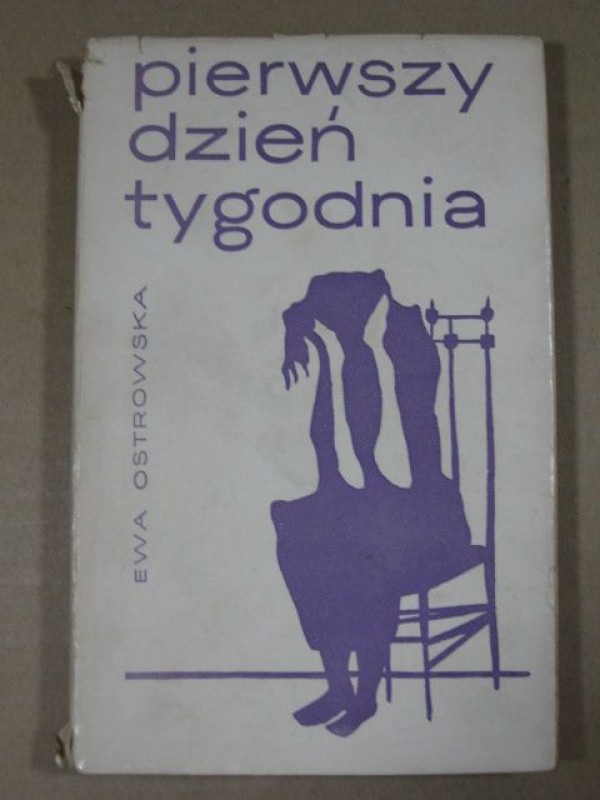 pierwszy
dzień
tygodnia
EWA OSTROWSKA